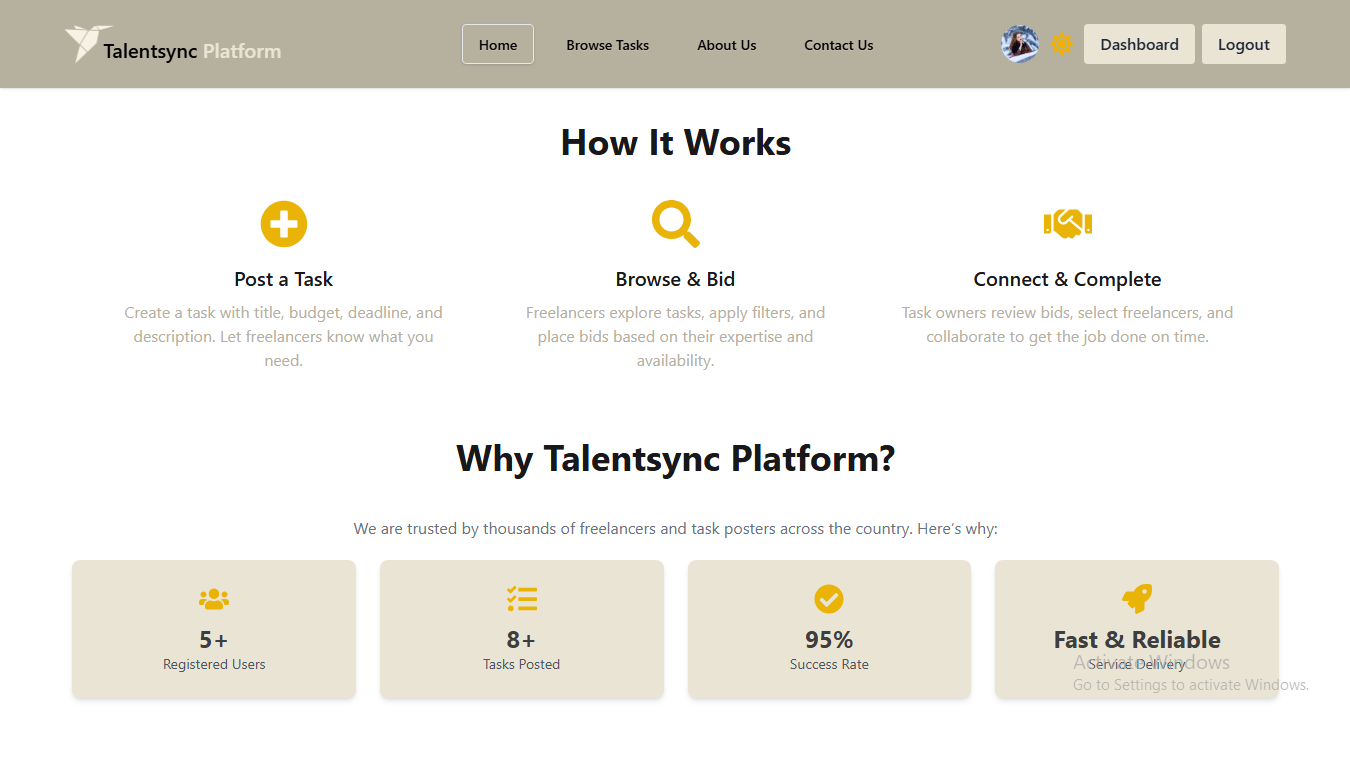 Talentsync Platform
Home
Browse Tasks
About Us
Contact Us
Dashboard
Logout
How It Works
Post a Task
Create a task with title, budget, deadline, and
description. Let freelancers know what you
need.
Browse & Bid
Freelancers explore tasks, apply filters, and
place bids based on their expertise and
availability.
Connect & Complete
Task owners review bids, select freelancers, and
collaborate to get the job done on time.
Why Talentsync Platform?
We are trusted by thousands of freelancers and task posters across the country. Here’s why:
5+
Registered Users
8+
Tasks Posted
95%
Success Rate
Fast & Reliable
Service Delivery
Activate Windows
Go to Settings to activate Windows.